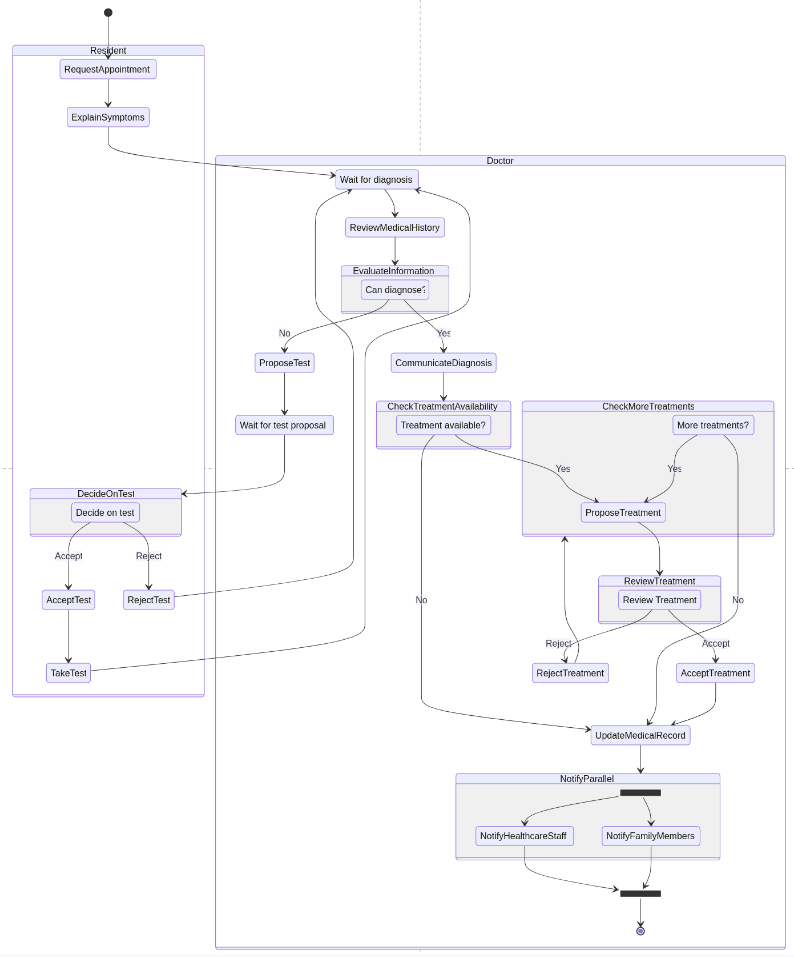 Resident
RequestAppointment
ExplainSymptoms
Doctor
Wait for diagnosis
ReviewMedicalHistory
EvaluateInformation
Can diagnose?
No
Yes
ProposeTest
CommunicateDiagnosis
CheckTreatmentAvailability
CheckMoreTreatments
Wait for test proposal
Treatment available?
More treatments?
Yes
Yes
DecideOnTest
Decide on test
ProposeTreatment
Accept
Reject
ReviewTreatment
AcceptTest
RejectTest
No
Review Treatment
No
Reject
Accept
TakeTest
RejectTreatment
AcceptTreatment
UpdateMedicalRecord
NotifyParallel
NotifyHealthcareStaff
NotifyFamilyMembers